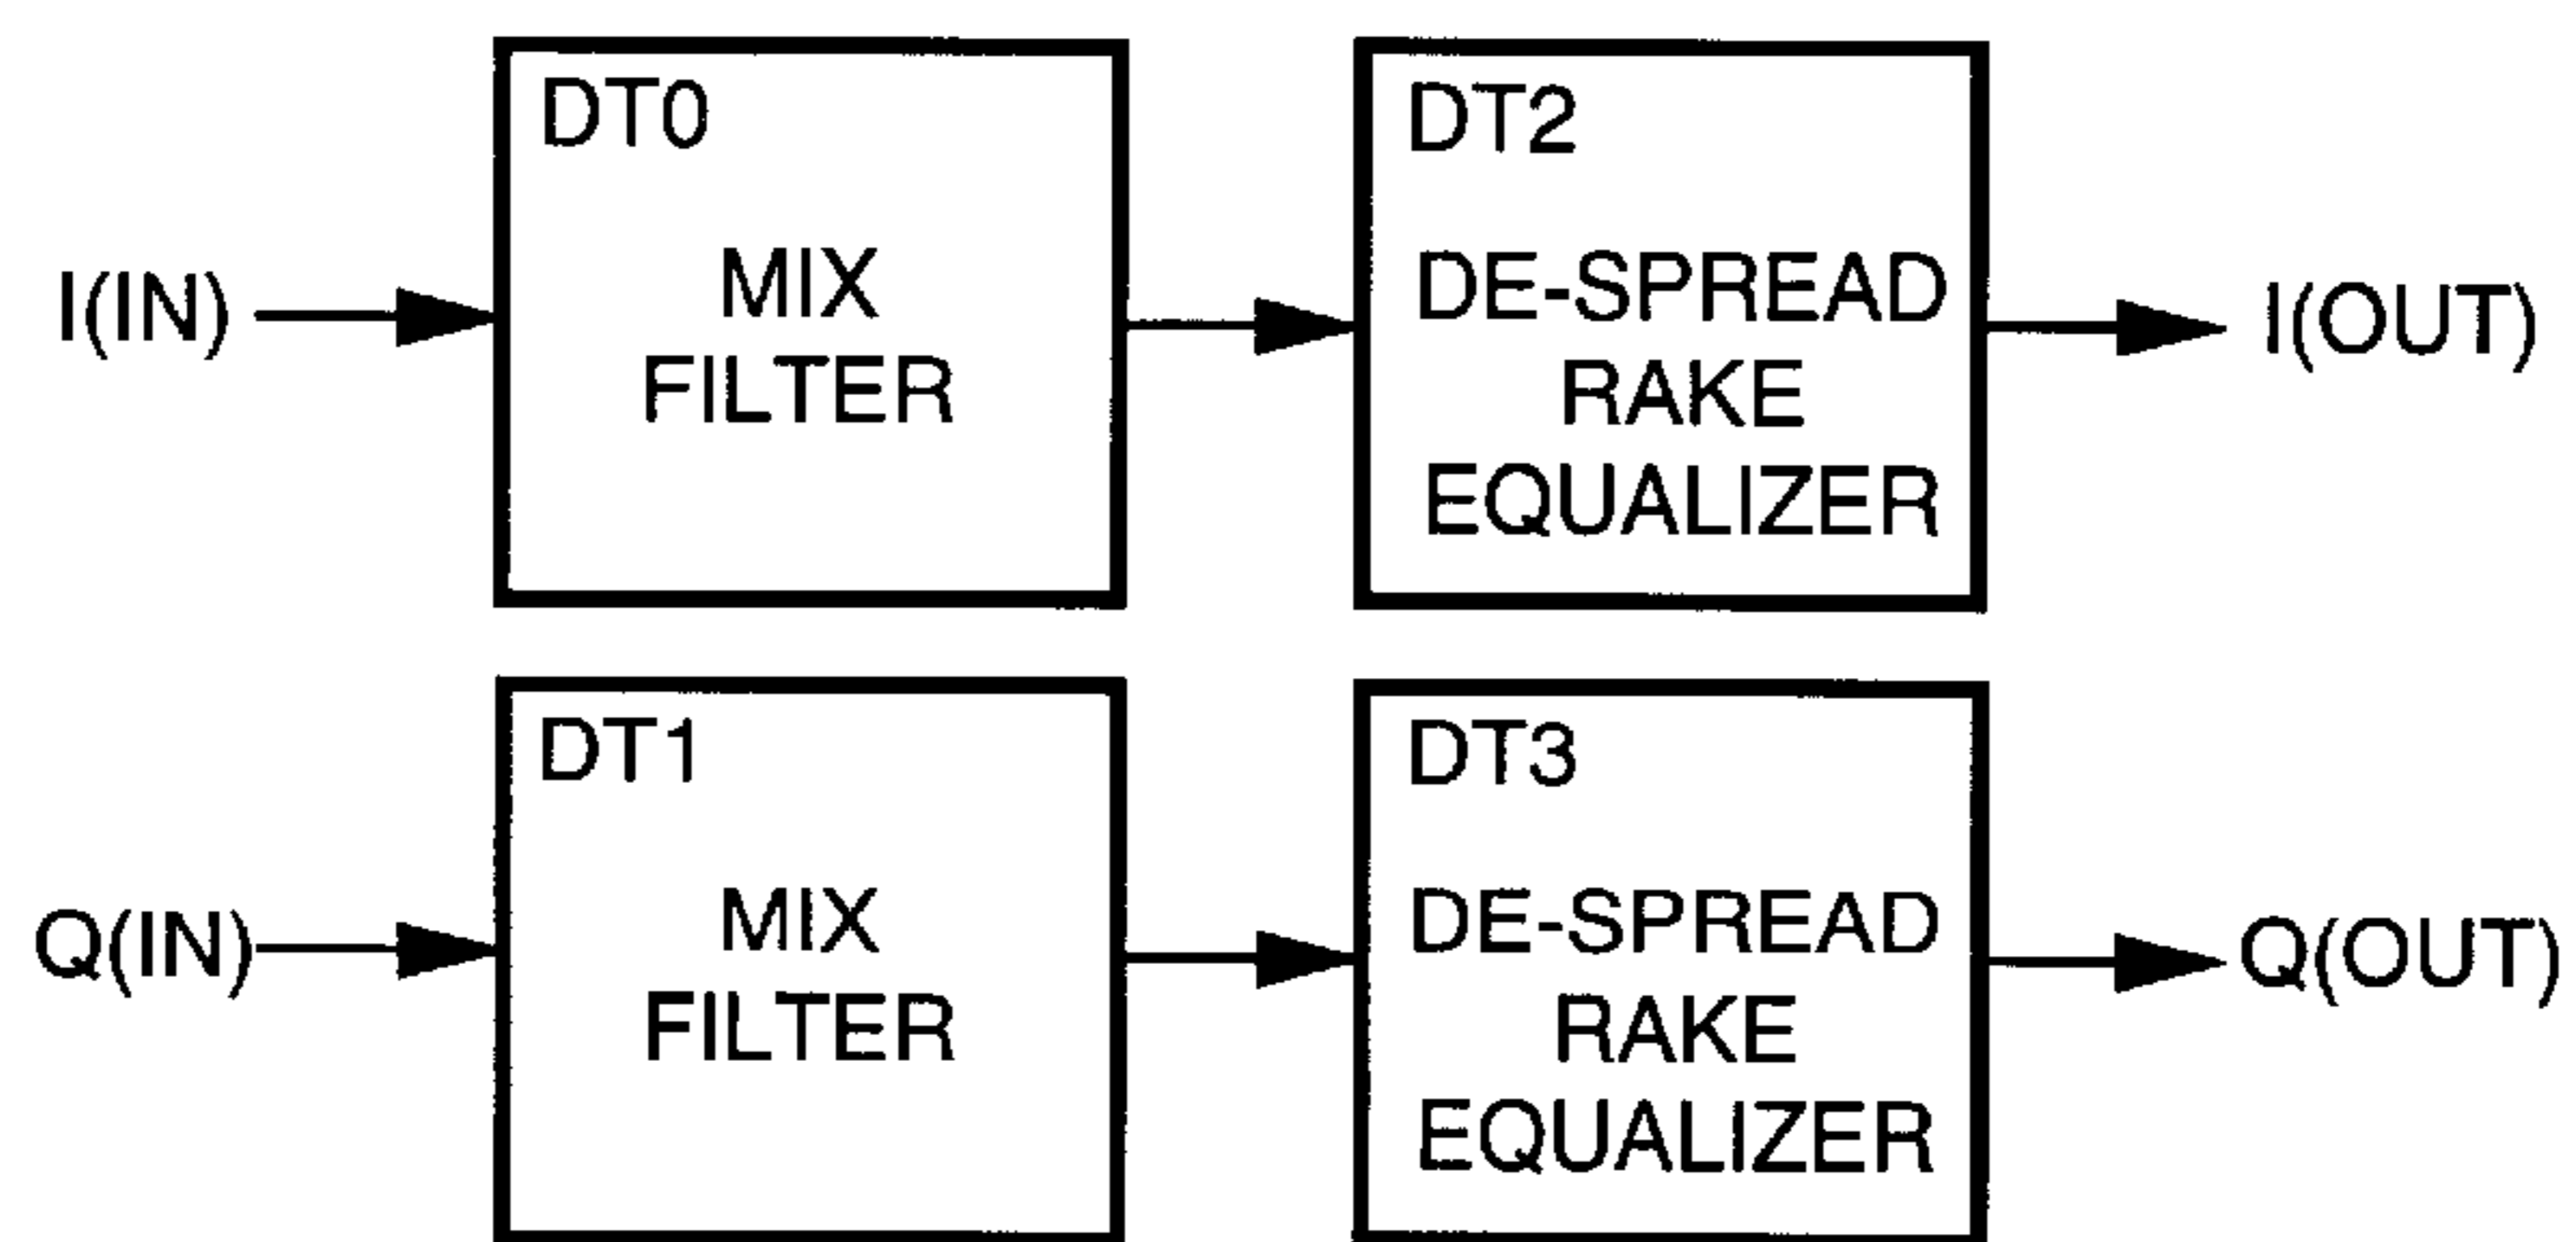 DT0
DT2
I(IN)
MIX
FILTER
DE-SPREAD
RAKE
EQUALIZER
I(OUT)
DT1
DT3
Q(IN)
MIX
FILTER
DE-SPREAD
RAKE
EQUALIZER
Q(OUT)